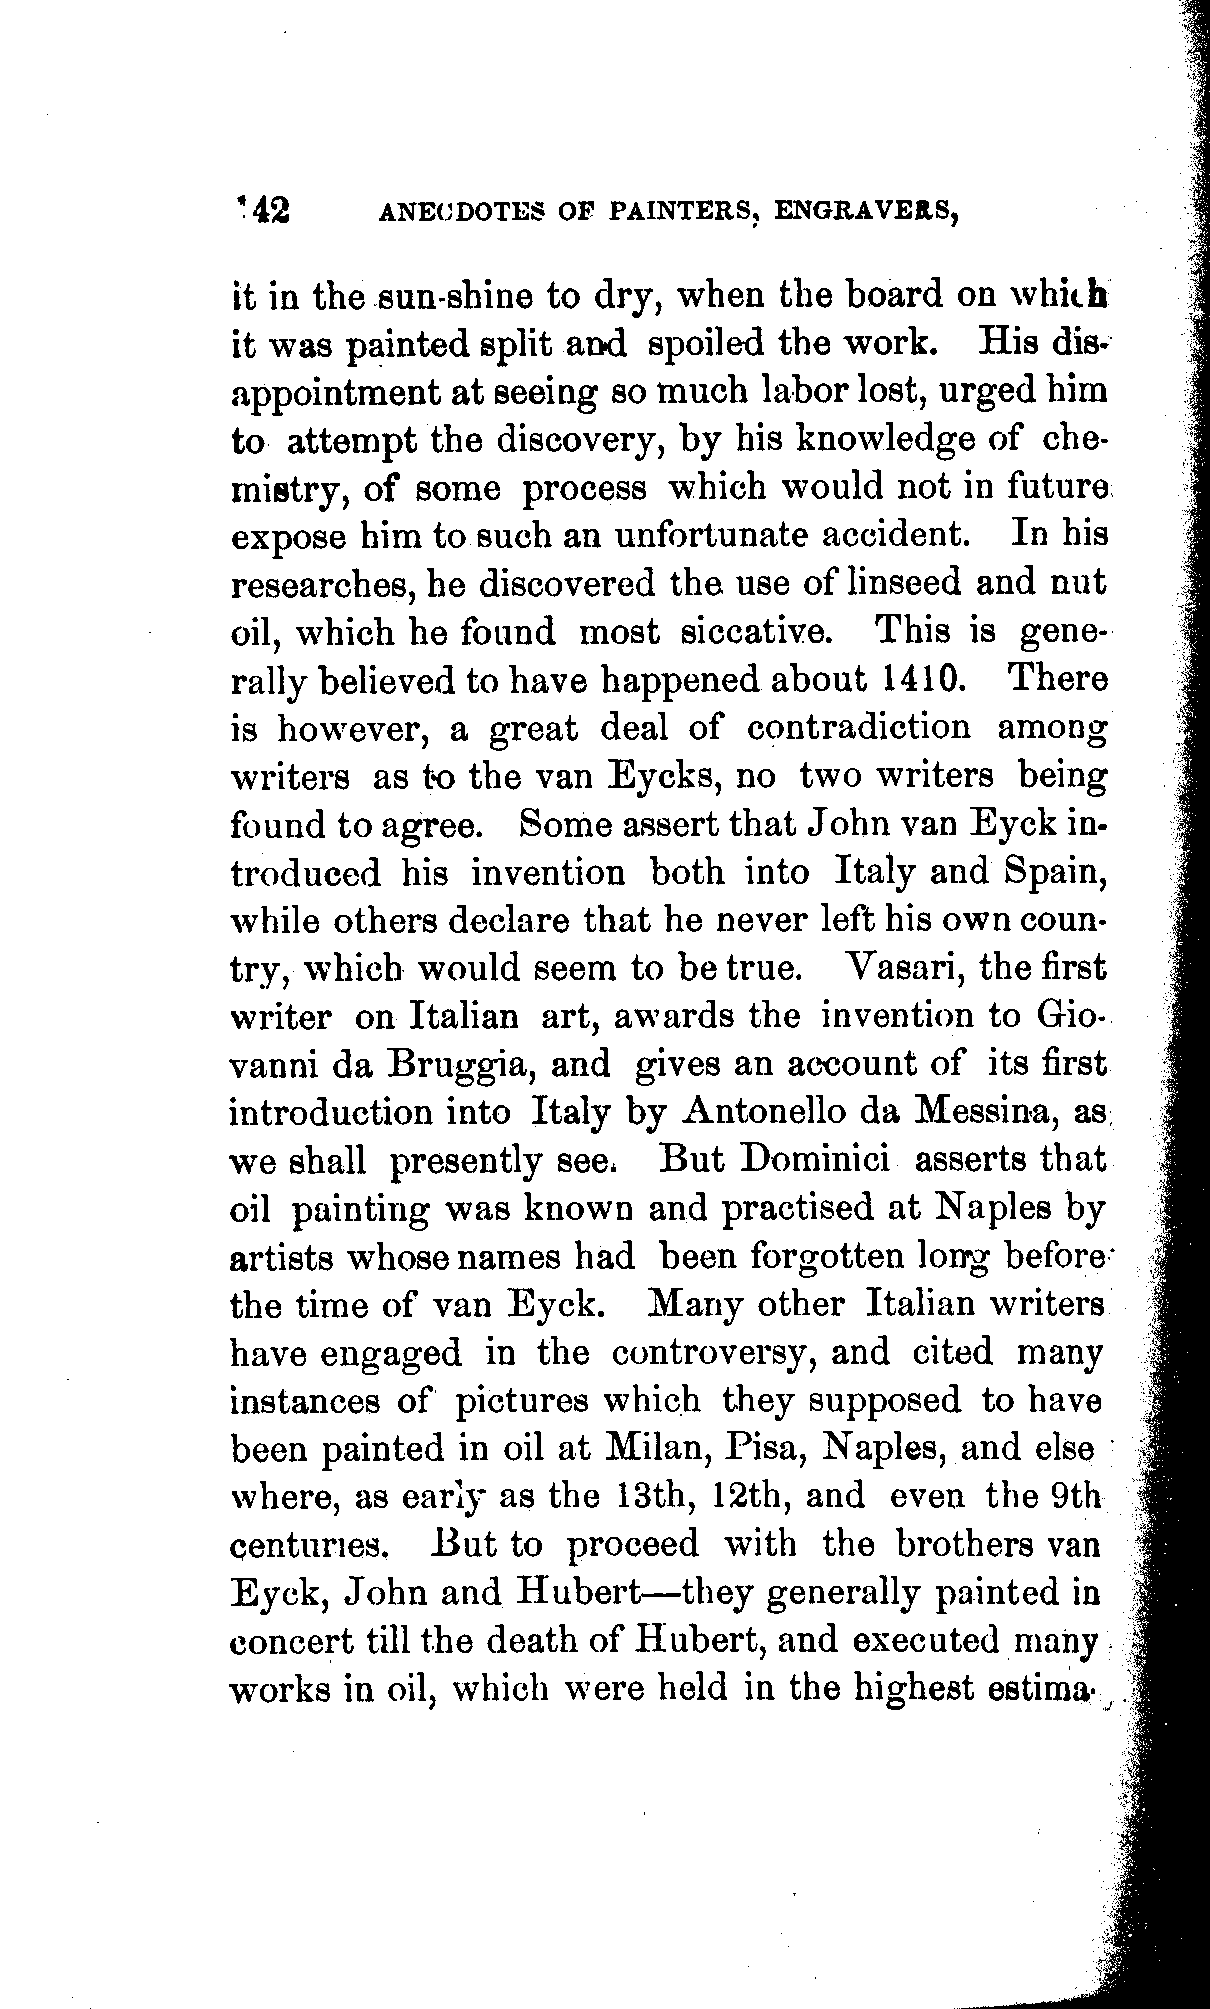 142 ANECDOTES OF PAINTERS, ENGRAVERS,
it in the sun-shine to dry, when the board on which
it was painted split and spoiled the work. His dis-
appointment at seeing so much labor lost, urged him
to attempt the discovery, by his knowledge of che-
mistry, of some process which would not in future
expose him to such an unfortunate accident. In his
researches, he discovered the use of linseed and nut
oil, which he found most siccative. This is gene-
rally believed to have happened about 1410. There
is however, a great deal of contradiction among
writers as to the van Eycks, no two writers being
found to agree. Some assert that John van Eyck in-
troduced his invention both into Italy and Spain,
while others declare that he never left his own coun-
try, which would seem to be true. Vasari, the first
writer on Italian art, awards the invention to Gio-
vanni da Bruggia, and gives an account of its first
introduction into Italy by Antonello da Messina, as
we shall presently see. But Dominici asserts that
oil painting was known and practised at Naples by
artists whose names had been forgotten long before
the time of van Eyck. Many other Italian writers
have engaged in the controversy, and cited many
instances of pictures which they supposed to have
been painted in oil at Milan, Pisa, Naples, and else
where, as early as the 13th, 12th, and even the 9th
centuries. But to proceed with the brothers van
Eyck, John and Hubert—they generally painted in
concert till the death of Hubert, and executed many
works in oil, which were held in the highest estima-